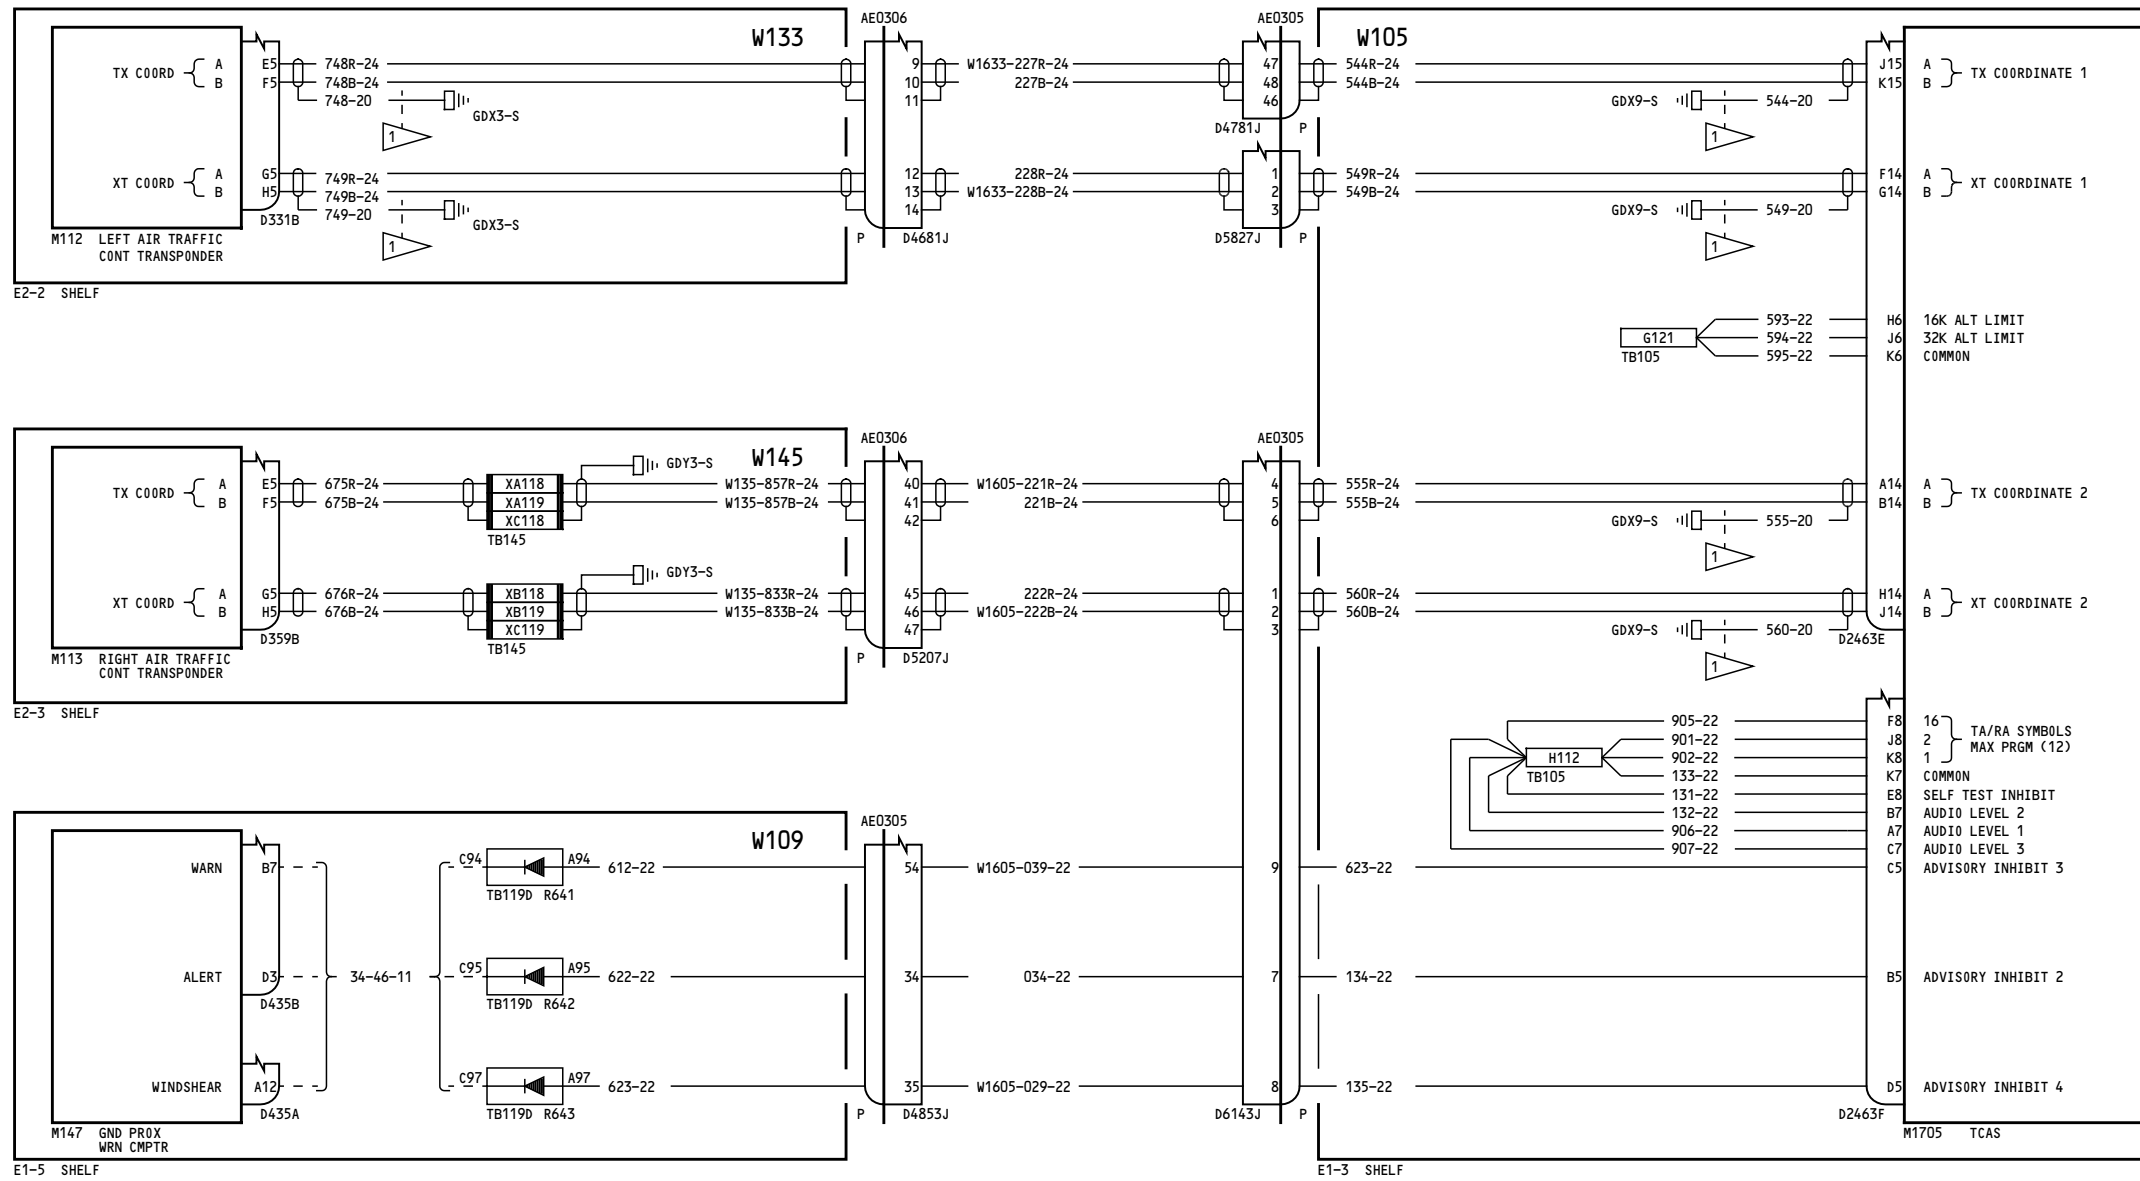 W133
AE0306
AE0305
W105
TX COORD A B
E5 748R-24
F5 748B-24
748-20
GDX3-S
1
9 W1633-227R-24 47 544R-24 J15 A
10 227B-24 48 544B-24 K15 B
11 46
TX COORDINATE 1
GDX9-S 544-20
1
D4781J P
XT COORD A B
G5 749R-24
H5 749B-24
749-20
GDX3-S
1
D331B
12 228R-24 1 549R-24 F14 A
13 W1633-228B-24 2 549B-24 G14 B
14 3
XT COORDINATE 1
GDX9-S 549-20
1
P D4681J
D5827J P
M112 LEFT AIR TRAFFIC
CONT TRANSPONDER
E2-2 SHELF
G121
TB105
593-22 H6 16K ALT LIMIT
594-22 J6 32K ALT LIMIT
595-22 K6 COMMON
W145
AE0306
AE0305
TX COORD A B
E5 675R-24
F5 675B-24
XA118
XA119
XC118
TB145
GDY3-S
W135-857R-24 40 W1605-221R-24 4 555R-24 A14 A
W135-857B-24 41 221B-24 5 555B-24 B14 B
42 6
TX COORDINATE 2
GDX9-S 555-20
1
XT COORD A B
G5 676R-24
H5 676B-24
D359B
XB118
XB119
XC119
TB145
GDY3-S
W135-833R-24 45 222R-24 1 560R-24 H14 A
W135-833B-24 46 W1605-222B-24 2 560B-24 J14 B
47 3
XT COORDINATE 2
GDX9-S 560-20
1
D2463E
P D5207J
M113 RIGHT AIR TRAFFIC
CONT TRANSPONDER
E2-3 SHELF
H112
TB105
905-22 F8 16
901-22 J8 2
902-22 K8 1
TA/RA SYMBOLS
MAX PRGM (12)
133-22 K7 COMMON
131-22 E8 SELF TEST INHIBIT
132-22 B7 AUDIO LEVEL 2
906-22 A7 AUDIO LEVEL 1
907-22 C7 AUDIO LEVEL 3
W109
AE0305
WARN B7
C94 A94 612-22 54 W1605-039-22 9 623-22 C5 ADVISORY INHIBIT 3
TB119D R641
ALERT D3
34-46-11
C95 A95 622-22 34 034-22 7 134-22 B5 ADVISORY INHIBIT 2
TB119D R642
D435B
WINDSHEAR A12
C97 A97 623-22 35 W1605-029-22 8 135-22 D5 ADVISORY INHIBIT 4
TB119D R643
D435A
P D4853J
D6143J P
D2463F
M147 GND PROX
WRN CMPTR
M1705 TCAS
E1-5 SHELF
E1-3 SHELF